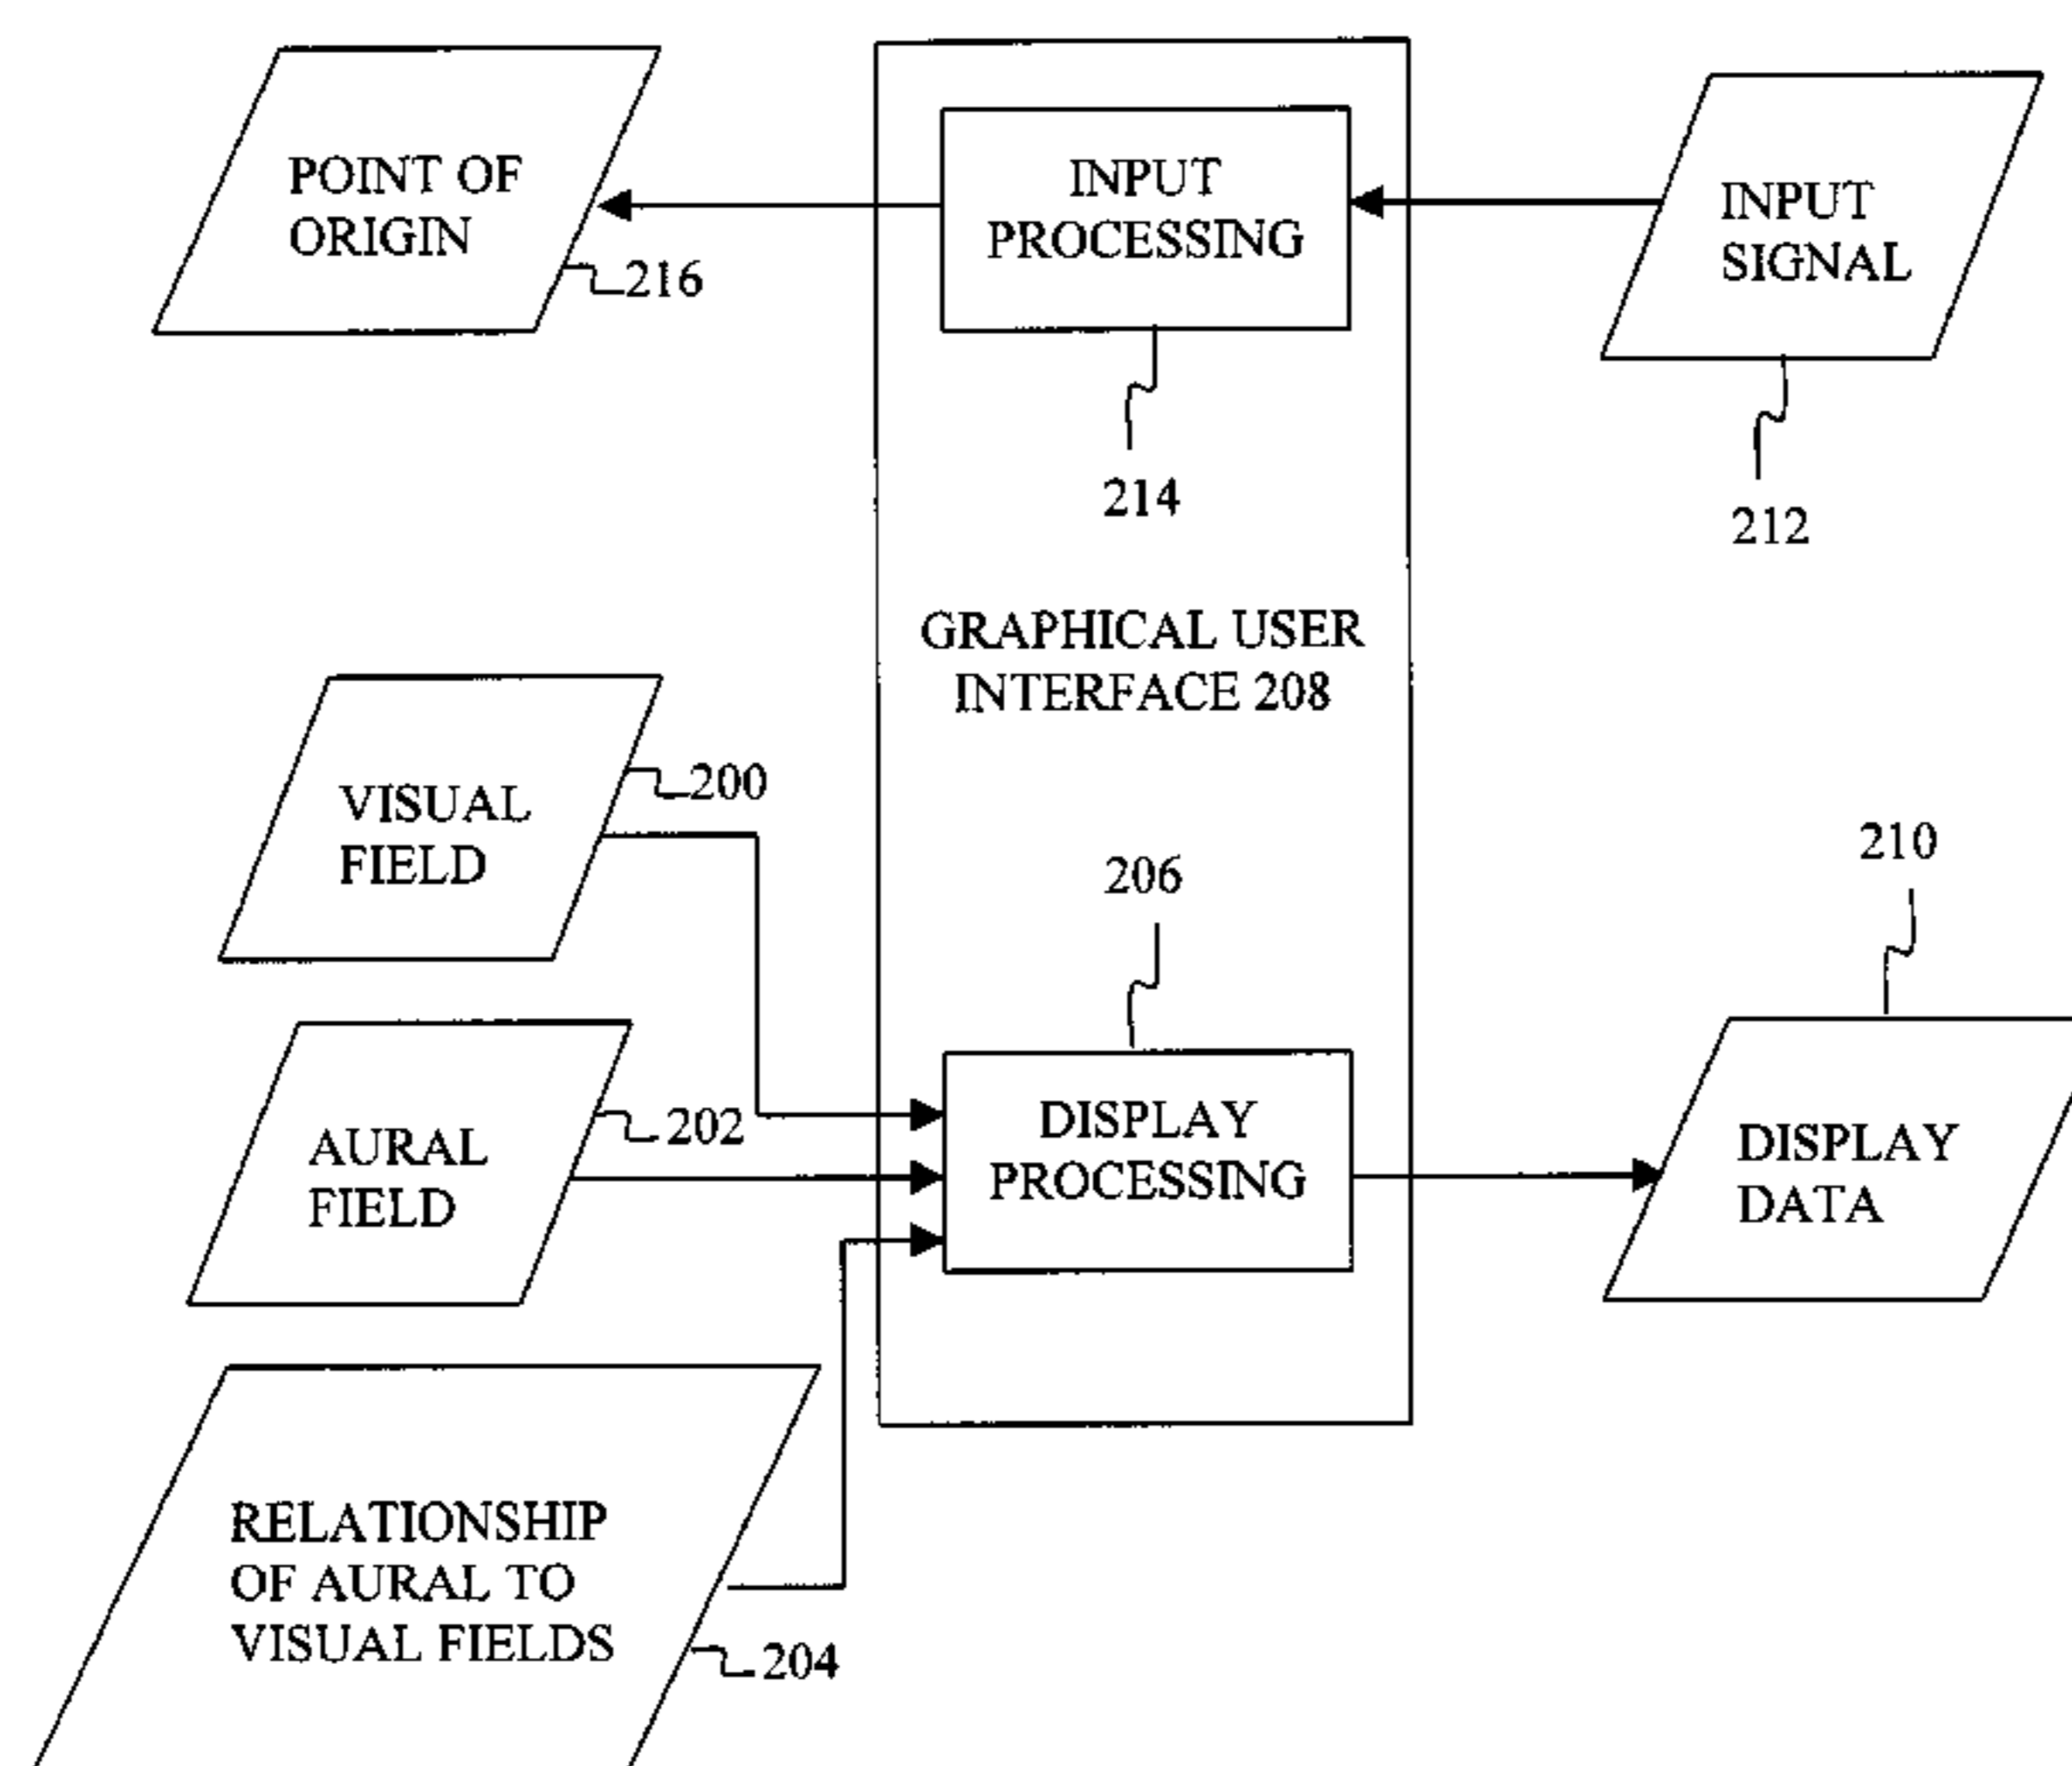 POINT OF
ORIGIN
216
INPUT
PROCESSING
214
INPUT
SIGNAL
212
GRAPHICAL USER
INTERFACE 208
VISUAL
FIELD
200
206
210
AURAL
FIELD
202
DISPLAY
PROCESSING
DISPLAY
DATA
RELATIONSHIP
OF AURAL TO
VISUAL FIELDS
204